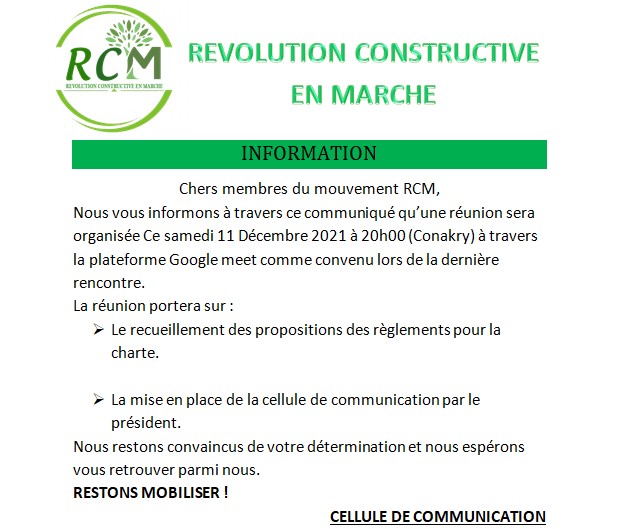 RCM
REVOLUTION CONSTRUCTIVE EN MARCHE
REVOLUTION CONSTRUCTIVE
EN MARCHE
INFORMATION
Chers membres du mouvement RCM,
Nous vous informons à travers ce communiqué qu’une réunion sera
organisée Ce samedi 11 Décembre 2021 à 20h00 (Conakry) à travers
la plateforme Google meet comme convenu lors de la dernière
rencontre.
La réunion portera sur :
➢ Le recueillement des propositions des règlements pour la
charte.
➢ La mise en place de la cellule de communication par le
président.
Nous restons convaincus de votre détermination et nous espérons
vous retrouver parmi nous.
RESTONS MOBILISER !
CELLULE DE COMMUNICATION